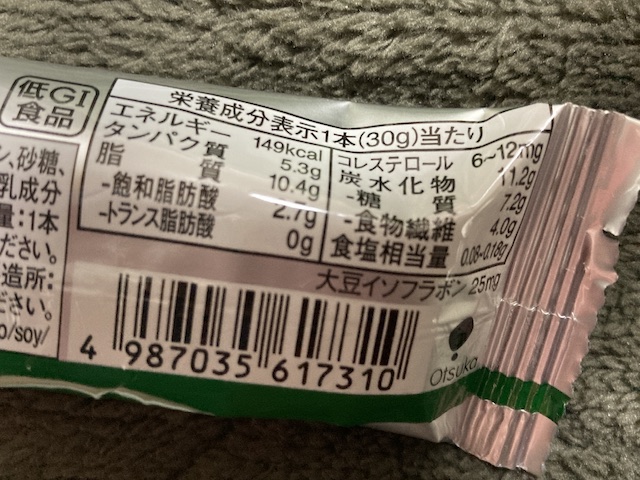 低GI
食品
栄養成分表示1本(30g)当たり
エネルギー 149kcal
タンパク質 5.3g
脂質 10.4g
-飽和脂肪酸 2.7g
-トランス脂肪酸 0g
コレステロール 6~12mg
炭水化物 11.2g
-糖質 7.2g
-食物繊維 4.0g
食塩相当量 0.08~0.18g
大豆イソフラボン 25mg
ン、砂糖、
乳成分
量:1本
ださい。
造所:
ださい。
o/soy/
4 987035 617310
Otsuka